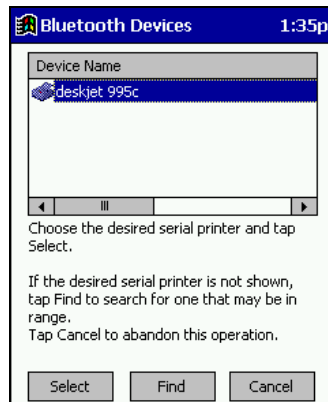 Bluetooth Devices 1:35p
Device Name
deskjet 995c
Choose the desired serial printer and tap
Select.
If the desired serial printer is not shown,
tap Find to search for one that may be in
range.
Tap Cancel to abandon this operation.
Select Find Cancel